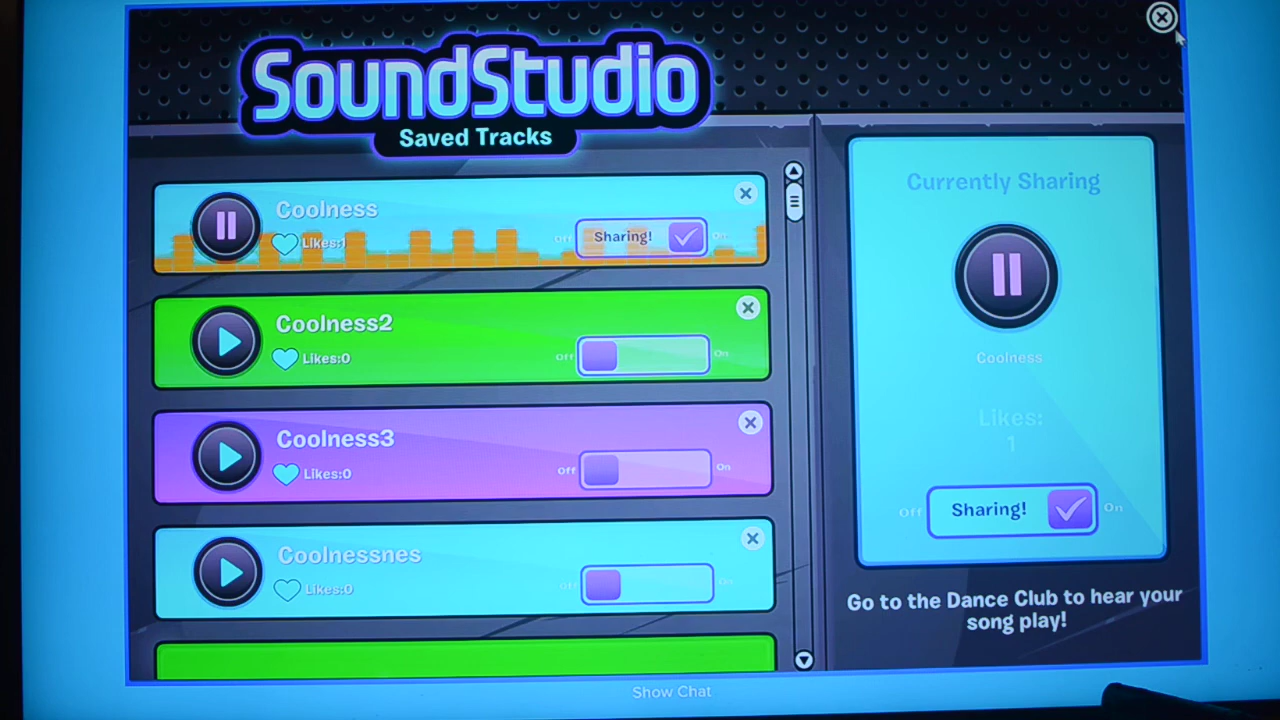 SoundStudio
Saved Tracks
Coolness
Likes:1
Off Sharing! On
Coolness2
Likes:0
Off On
Coolness3
Likes:0
Off On
Coolnessnes
Likes:0
Off On
Currently Sharing
Coolness
Likes:
1
Off Sharing! On
Go to the Dance Club to hear your
song play!
Show Chat